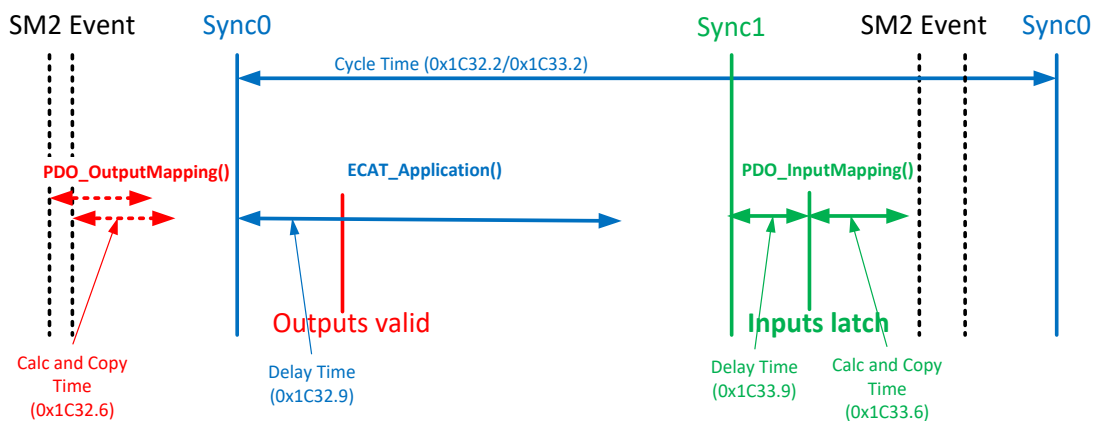 SM2 Event
Sync0
Sync1
SM2 Event
Sync0
Cycle Time (0x1C32.2/0x1C33.2)
PDO_OutputMapping()
ECAT_Application()
PDO_InputMapping()
Outputs valid
Inputs latch
Calc and Copy
Time
(0x1C32.6)
Delay Time
(0x1C32.9)
Delay Time
(0x1C33.9)
Calc and Copy
Time
(0x1C33.6)